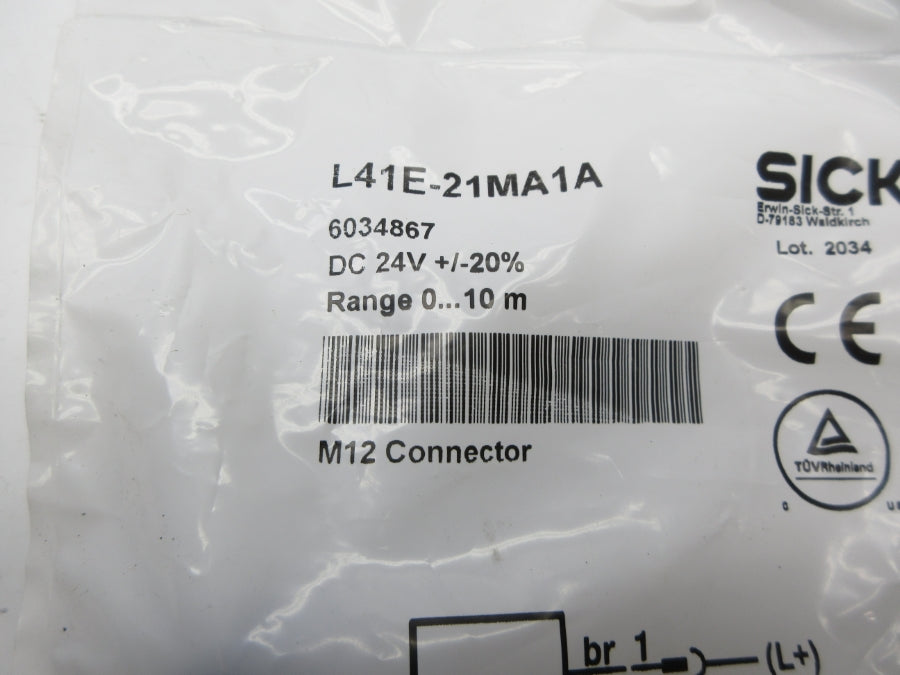 L41E-21MA1A
6034867
DC 24V +/-20%
Range 0...10 m
M12 Connector
SICK
Erwin-Sick-Str. 1
D-79183 Waldkirch
Lot. 2034
CE
TÜVRheinland
br 1 (L+)